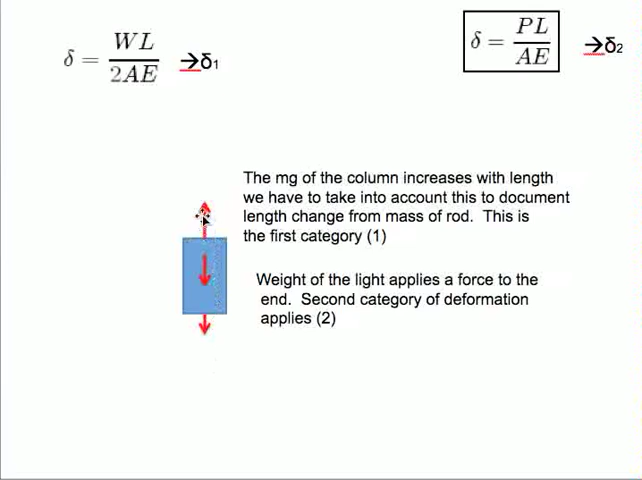 δ = WL / 2AE → δ1
δ = PL / AE → δ2
The mg of the column increases with length
we have to take into account this to document
length change from mass of rod. This is
the first category (1)
Weight of the light applies a force to the
end. Second category of deformation
applies (2)